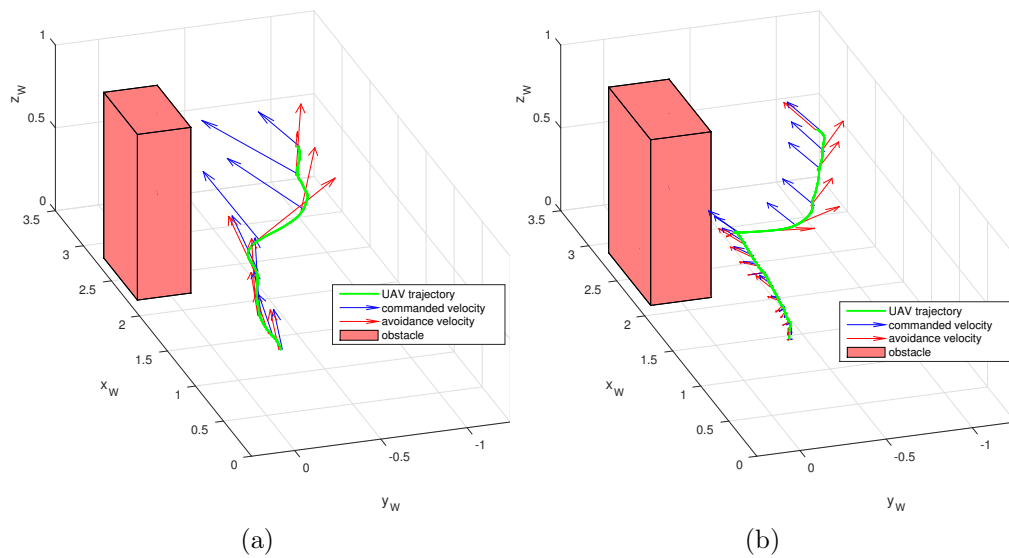 1
z_W
0.5
0
3.5
3
2.5
2
1.5
x_W
1
0.5
0
0
-0.5
-1
y_W
UAV trajectory
commanded velocity
avoidance velocity
obstacle
(a)
1
z_W
0.5
0
3.5
3
2.5
2
1.5
x_W
1
0.5
0
0
-0.5
-1
y_W
UAV trajectory
commanded velocity
avoidance velocity
obstacle
(b)